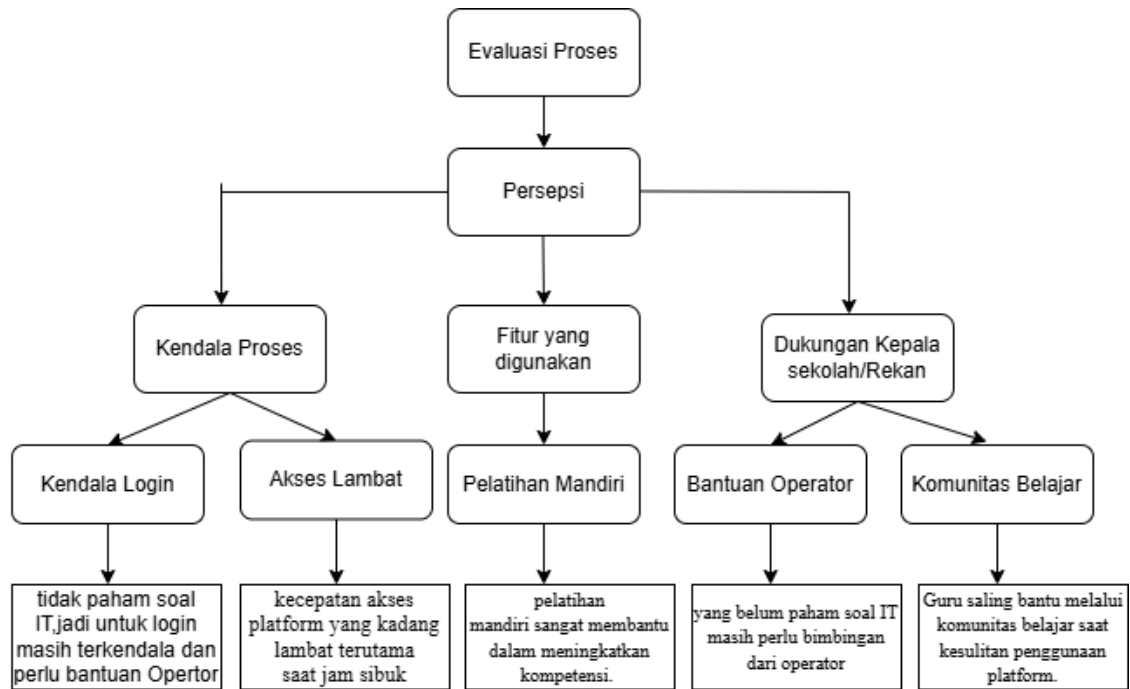 Evaluasi Proses
Persepsi
Kendala Proses
Fitur yang
digunakan
Dukungan Kepala
sekolah/Rekan
Kendala Login
Akses Lambat
Pelatihan Mandiri
Bantuan Operator
Komunitas Belajar
tidak paham soal
IT,jadi untuk login
masih terkendala dan
perlu bantuan Opertor
kecepatan akses
platform yang kadang
lambat terutama
saat jam sibuk
pelatihan
mandiri sangat membantu
dalam meningkatkan
kompetensi.
yang belum paham soal IT
masih perlu bimbingan
dari operator
Guru saling bantu melalui
komunitas belajar saat
kesulitan penggunaan
platform.